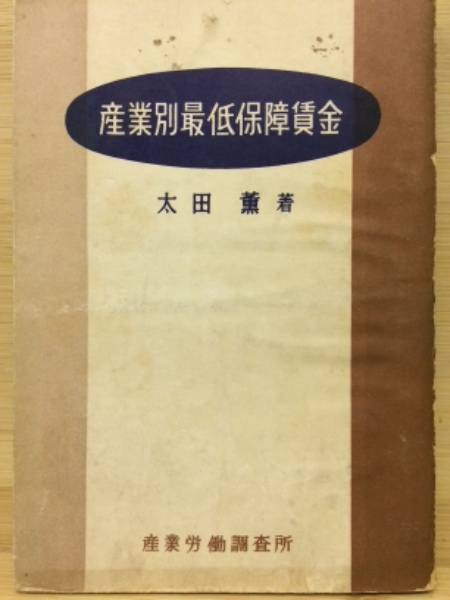 産業別最低保障賃金
太田 薫 著
産業労働調査所